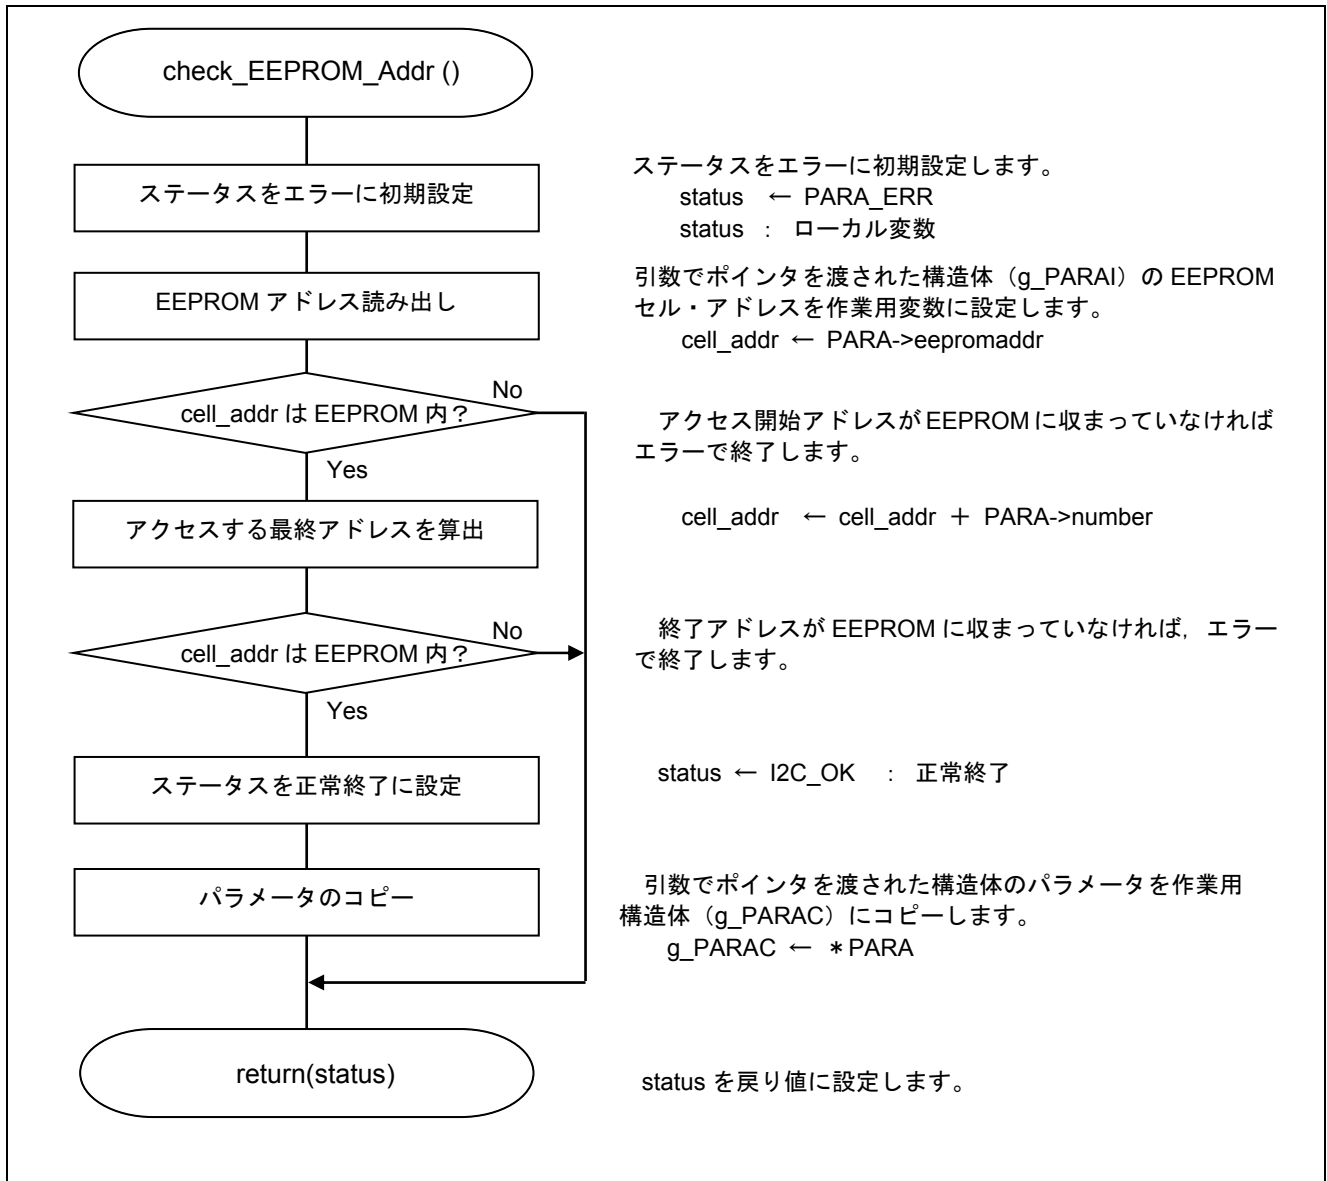 check_EEPROM_Addr ()
ステータスをエラーに初期設定
ステータスをエラーに初期設定します。
status ← PARA_ERR
status : ローカル変数
EEPROM アドレス読み出し
引数でポインタを渡された構造体（g_PARAI）の EEPROM
セル・アドレスを作業用変数に設定します。
cell_addr ← PARA->eepromaddr
cell_addr は EEPROM 内？
No
Yes
アクセス開始アドレスが EEPROM に収まっていなければ
エラーで終了します。
アクセスする最終アドレスを算出
cell_addr ← cell_addr ＋ PARA->number
cell_addr は EEPROM 内？
No
Yes
終了アドレスが EEPROM に収まっていなければ，エラー
で終了します。
ステータスを正常終了に設定
status ← I2C_OK : 正常終了
パラメータのコピー
引数でポインタを渡された構造体のパラメータを作業用
構造体（g_PARAC）にコピーします。
g_PARAC ← ＊PARA
return(status)
status を戻り値に設定します。